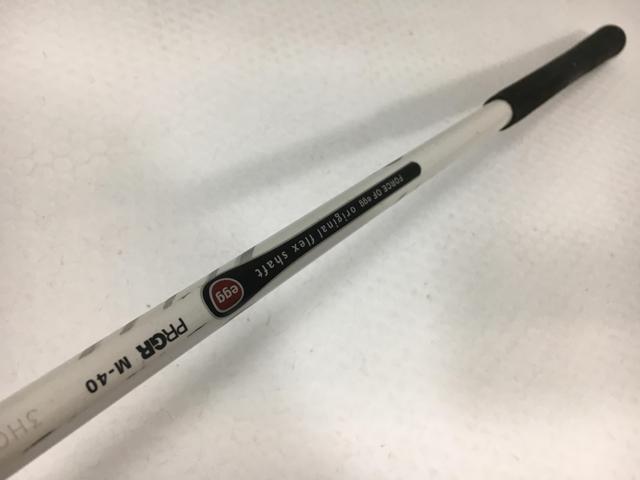 FORCE OF egg original flex shaft
egg
PRGR M-40